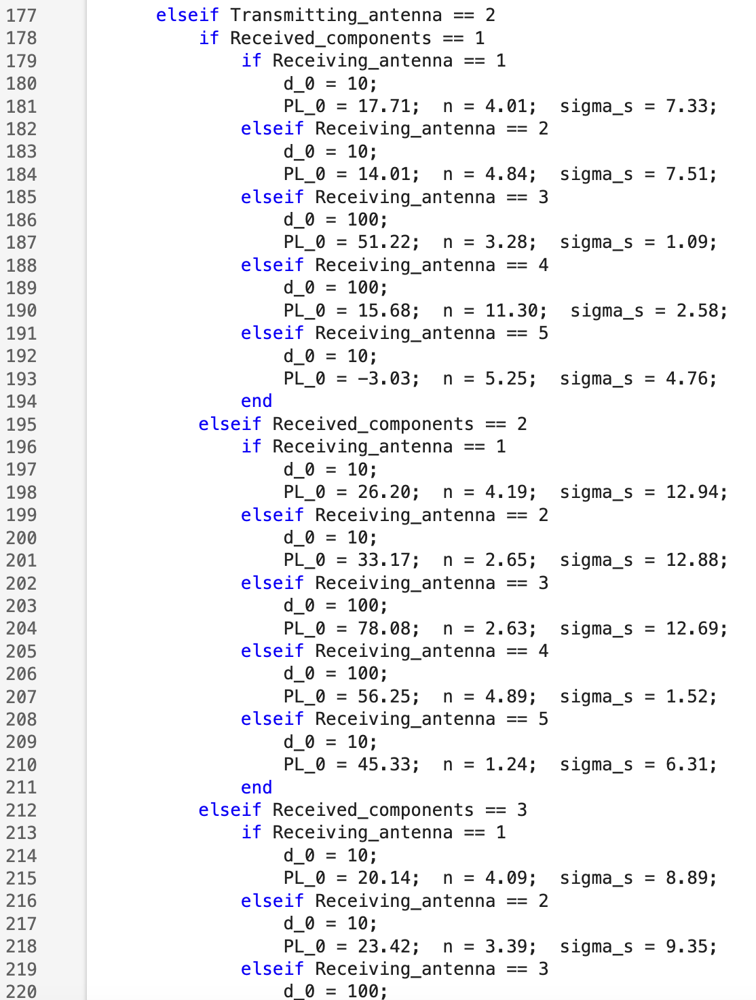 177 elseif Transmitting_antenna == 2
178 if Received_components == 1
179 if Receiving_antenna == 1
180 d_0 = 10;
181 PL_0 = 17.71; n = 4.01; sigma_s = 7.33;
182 elseif Receiving_antenna == 2
183 d_0 = 10;
184 PL_0 = 14.01; n = 4.84; sigma_s = 7.51;
185 elseif Receiving_antenna == 3
186 d_0 = 100;
187 PL_0 = 51.22; n = 3.28; sigma_s = 1.09;
188 elseif Receiving_antenna == 4
189 d_0 = 100;
190 PL_0 = 15.68; n = 11.30; sigma_s = 2.58;
191 elseif Receiving_antenna == 5
192 d_0 = 10;
193 PL_0 = -3.03; n = 5.25; sigma_s = 4.76;
194 end
195 elseif Received_components == 2
196 if Receiving_antenna == 1
197 d_0 = 10;
198 PL_0 = 26.20; n = 4.19; sigma_s = 12.94;
199 elseif Receiving_antenna == 2
200 d_0 = 10;
201 PL_0 = 33.17; n = 2.65; sigma_s = 12.88;
202 elseif Receiving_antenna == 3
203 d_0 = 100;
204 PL_0 = 78.08; n = 2.63; sigma_s = 12.69;
205 elseif Receiving_antenna == 4
206 d_0 = 100;
207 PL_0 = 56.25; n = 4.89; sigma_s = 1.52;
208 elseif Receiving_antenna == 5
209 d_0 = 10;
210 PL_0 = 45.33; n = 1.24; sigma_s = 6.31;
211 end
212 elseif Received_components == 3
213 if Receiving_antenna == 1
214 d_0 = 10;
215 PL_0 = 20.14; n = 4.09; sigma_s = 8.89;
216 elseif Receiving_antenna == 2
217 d_0 = 10;
218 PL_0 = 23.42; n = 3.39; sigma_s = 9.35;
219 elseif Receiving_antenna == 3
220 d_0 = 100;